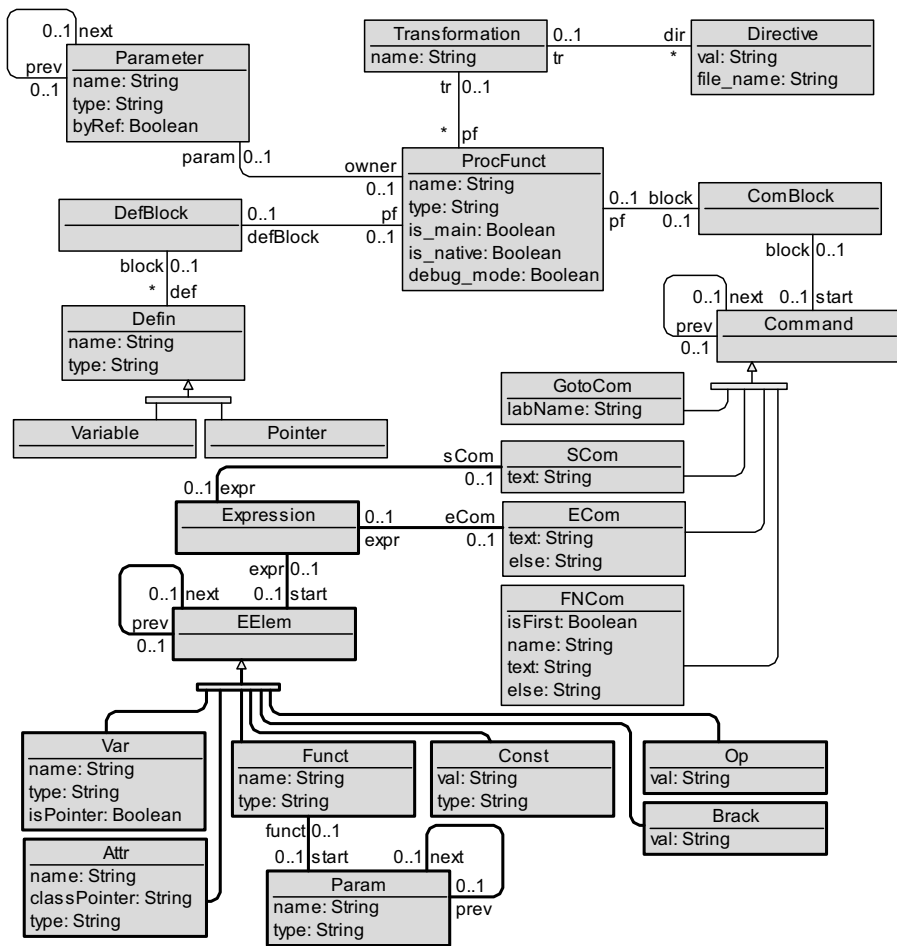 0..1 next
prev
0..1
Parameter
name: String
type: String
byRef: Boolean
param 0..1
Transformation
name: String
0..1
tr
dir
*
Directive
val: String
file_name: String
tr 0..1
* pf
owner
0..1
ProcFunct
name: String
type: String
is_main: Boolean
is_native: Boolean
debug_mode: Boolean
DefBlock
0..1
defBlock
pf
0..1
0..1
pf
block
0..1
ComBlock
block 0..1
* def
Defin
name: String
type: String
Variable
Pointer
block 0..1
0..1 start
0..1 next
prev
0..1
Command
GotoCom
labName: String
sCom
0..1
SCom
text: String
0..1 expr
Expression
0..1
expr
eCom
0..1
ECom
text: String
else: String
expr 0..1
0..1 start
0..1 next
prev
0..1
EElem
FNCom
isFirst: Boolean
name: String
text: String
else: String
Var
name: String
type: String
isPointer: Boolean
Funct
name: String
type: String
Const
val: String
type: String
Op
val: String
Brack
val: String
Attr
name: String
classPointer: String
type: String
funct 0..1
0..1 start
0..1 next
0..1
prev
Param
name: String
type: String